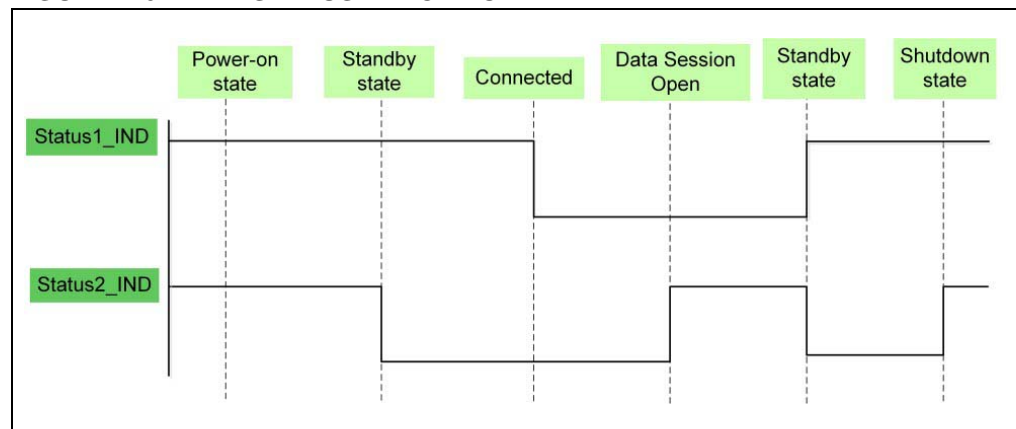 Power-on
state
Standby
state
Connected
Data Session
Open
Standby
state
Shutdown
state
Status1_IND
Status2_IND